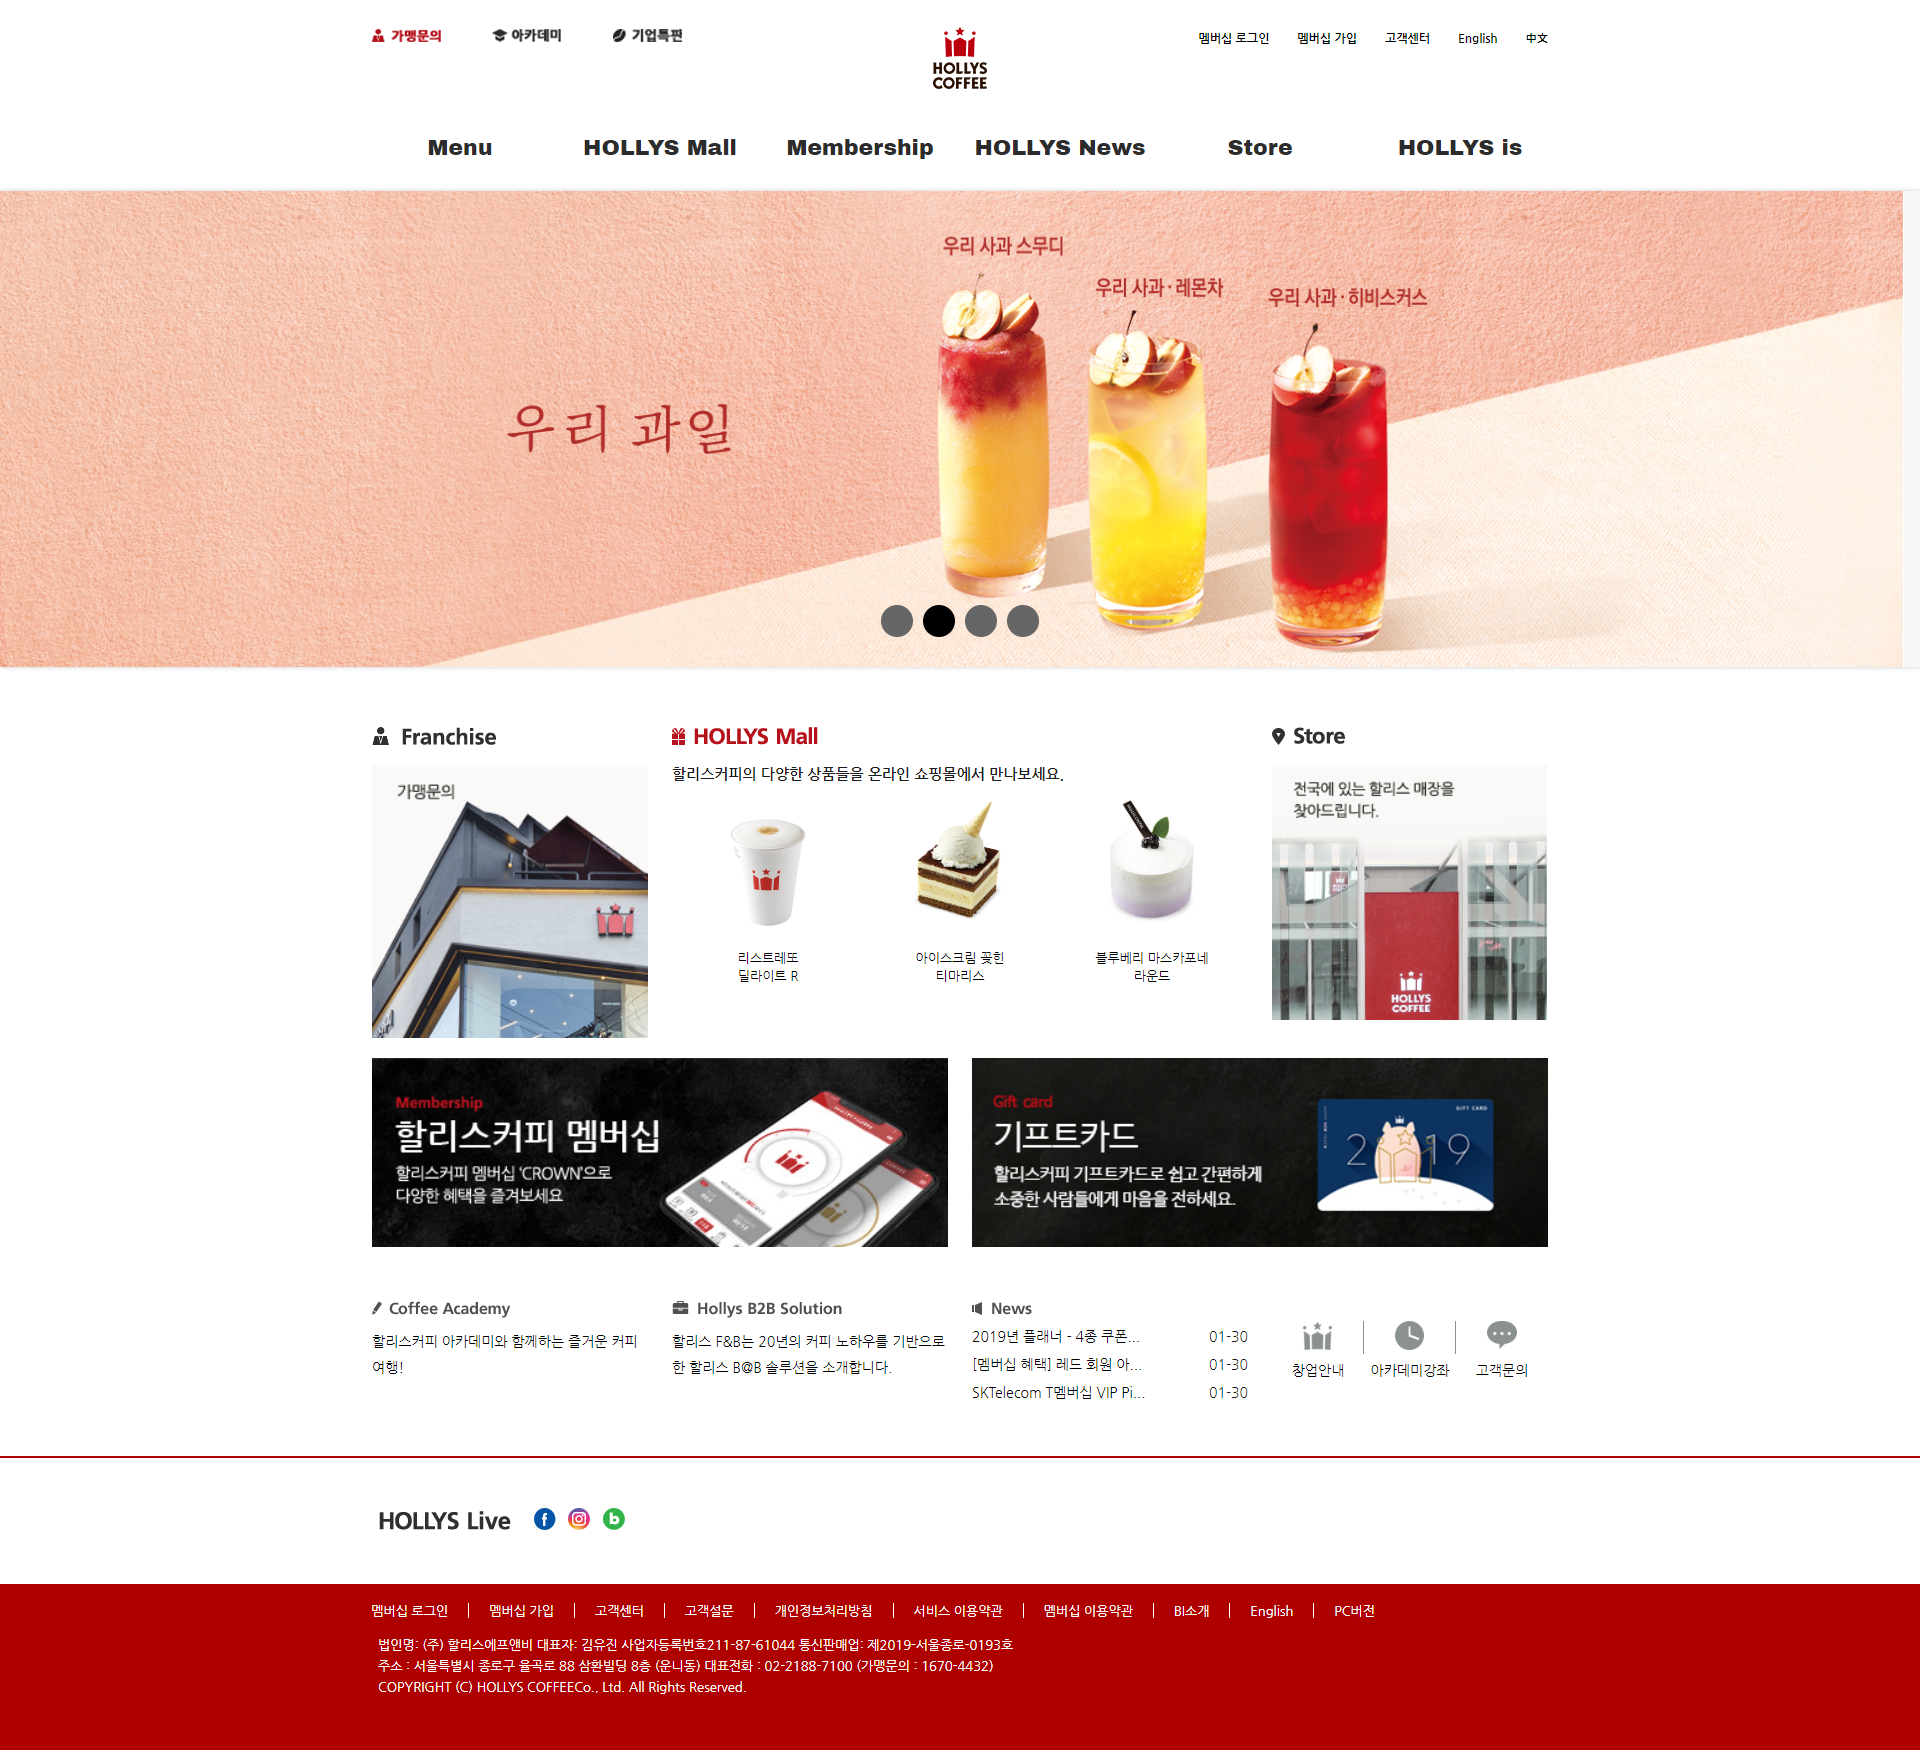 가맹문의 아카데미 기업특판
HOLLYS
COFFEE
멤버십 로그인 멤버십 가입 고객센터 English 中文
Menu HOLLYS Mall Membership HOLLYS News Store HOLLYS is
우리 사과 스무디
우리 사과 · 레몬차
우리 사과 · 히비스커스
우리 과일
Franchise
가맹문의
HOLLYS Mall
할리스커피의 다양한 상품들을 온라인 쇼핑몰에서 만나보세요.
리스트레또
딜라이트 R
아이스크림 꽂힌
티마리스
블루베리 마스카포네
라운드
Store
전국에 있는 할리스 매장을
찾아드립니다.
HOLLYS
COFFEE
Membership
할리스커피 멤버십
할리스커피 멤버십 ‘CROWN’으로
다양한 혜택을 즐겨보세요
Gift card
기프트카드
할리스커피 기프트카드로 쉽고 간편하게
소중한 사람들에게 마음을 전하세요.
GIFT CARD
2019
Coffee Academy
할리스커피 아카데미와 함께하는 즐거운 커피
여행!
Hollys B2B Solution
할리스 F&B는 20년의 커피 노하우를 기반으로
한 할리스 B@B 솔루션을 소개합니다.
News
2019년 플래너 - 4종 쿠폰... 01-30
[멤버십 혜택] 레드 회원 아... 01-30
SKTelecom T멤버십 VIP Pi... 01-30
창업안내 아카데미강좌 고객문의
HOLLYS Live
멤버십 로그인 멤버십 가입 고객센터 고객설문 개인정보처리방침 서비스 이용약관 멤버십 이용약관 BI소개 English PC버전
법인명: (주) 할리스에프앤비 대표자: 김유진 사업자등록번호211-87-61044 통신판매업: 제2019-서울종로-0193호
주소 : 서울특별시 종로구 율곡로 88 삼환빌딩 8층 (운니동) 대표전화 : 02-2188-7100 (가맹문의 : 1670-4432)
COPYRIGHT (C) HOLLYS COFFEECo., Ltd. All Rights Reserved.